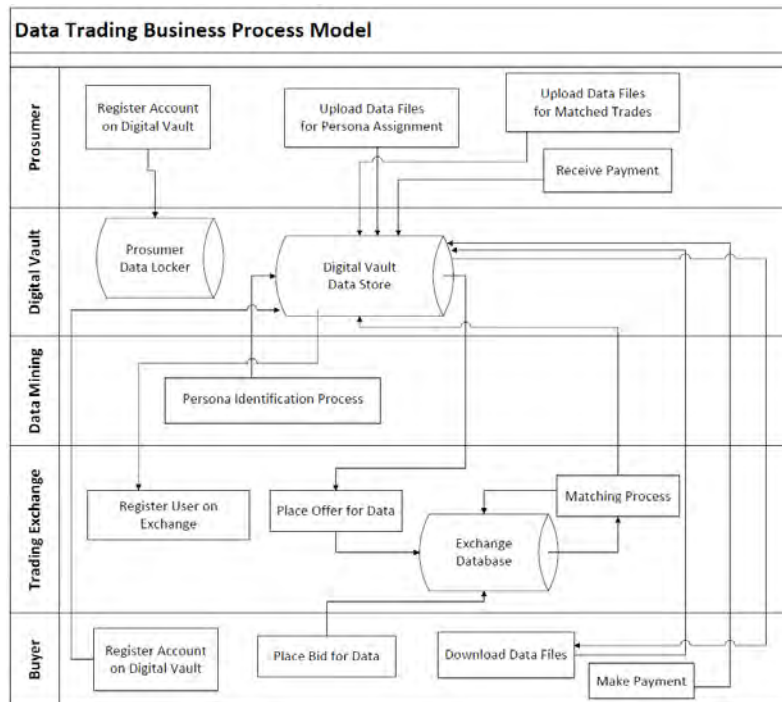 Data Trading Business Process Model
Prosumer
Register Account
on Digital Vault
Upload Data Files
for Persona Assignment
Upload Data Files
for Matched Trades
Receive Payment
Digital Vault
Prosumer
Data Locker
Digital Vault
Data Store
Data Mining
Persona Identification Process
Trading Exchange
Register User on
Exchange
Place Offer for Data
Matching Process
Exchange
Database
Buyer
Register Account
on Digital Vault
Place Bid for Data
Download Data Files
Make Payment